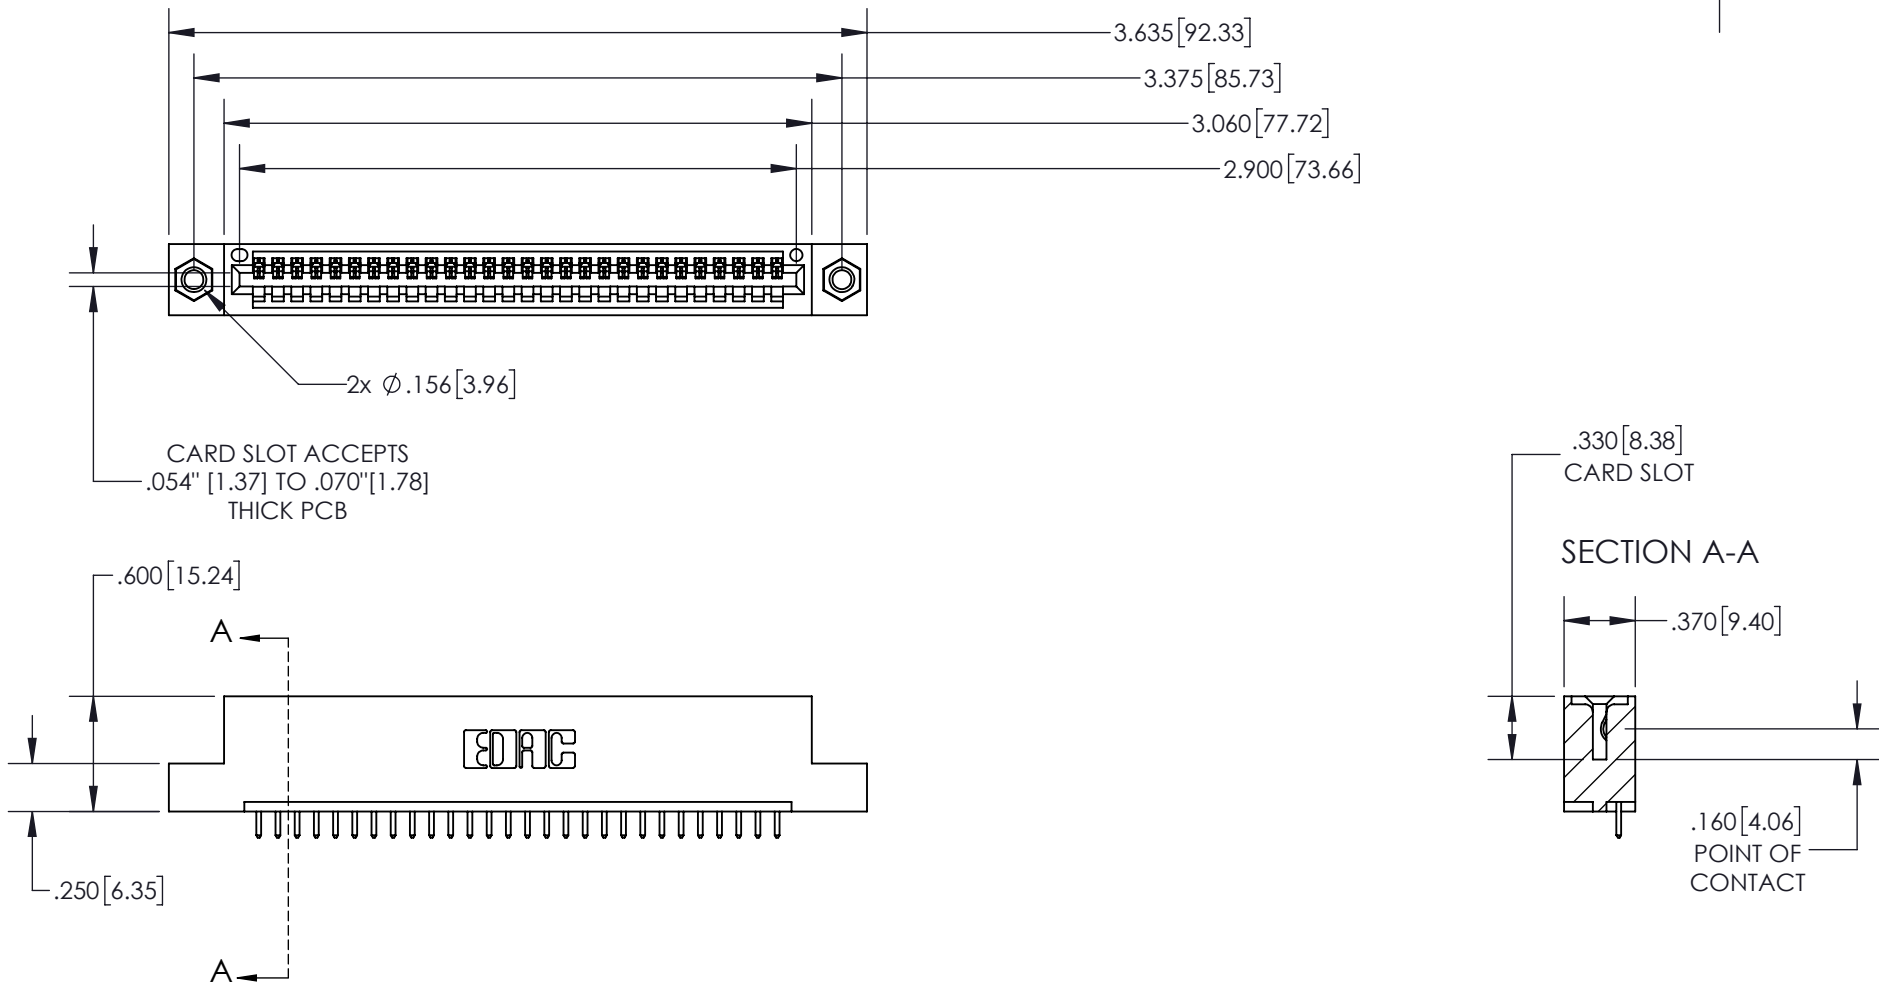 3.635[92.33]
3.375[85.73]
3.060[77.72]
2.900[73.66]
2x Ø.156[3.96]
CARD SLOT ACCEPTS
.054" [1.37] TO .070"[1.78]
THICK PCB
.330[8.38]
CARD SLOT
SECTION A-A
.600[15.24]
.370[9.40]
A
EDAC
.160[4.06]
POINT OF
CONTACT
.250[6.35]
A